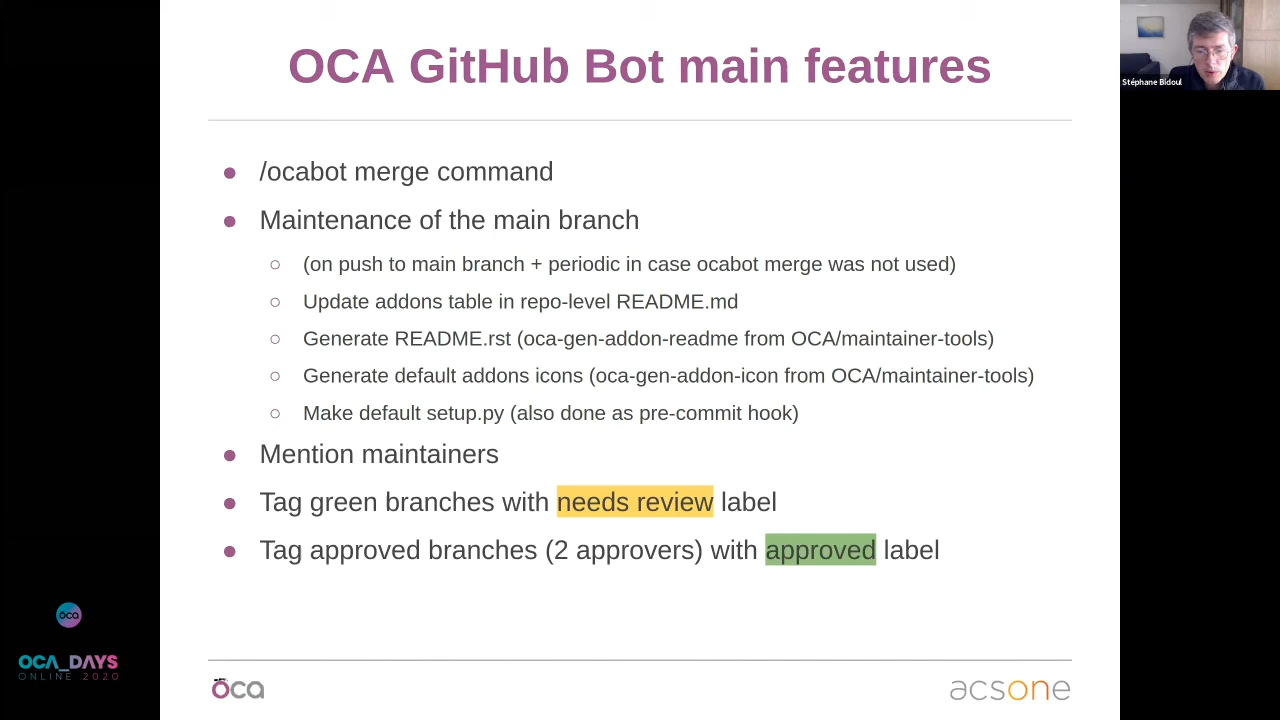 OCA GitHub Bot main features
Stéphane Bidoul
/ocabot merge command
Maintenance of the main branch
(on push to main branch + periodic in case ocabot merge was not used)
Update addons table in repo-level README.md
Generate README.rst (oca-gen-addon-readme from OCA/maintainer-tools)
Generate default addons icons (oca-gen-addon-icon from OCA/maintainer-tools)
Make default setup.py (also done as pre-commit hook)
Mention maintainers
Tag green branches with needs review label
Tag approved branches (2 approvers) with approved label
oca
OCA_DAYS
ONLINE 2020
oca
acsone